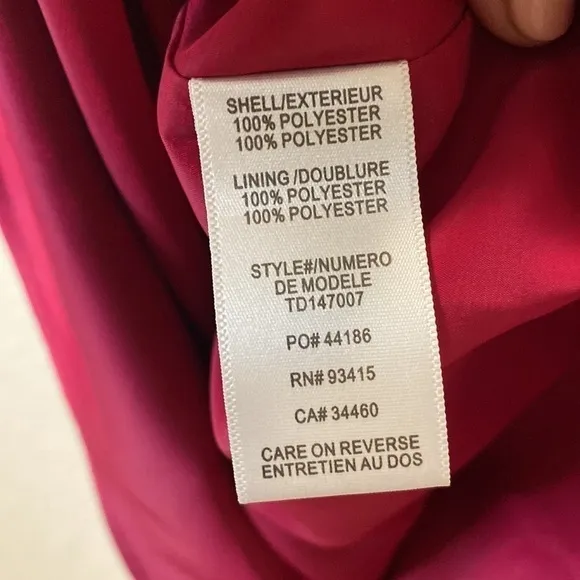 SHELL/EXTERIEUR
100% POLYESTER
100% POLYESTER
LINING/DOUBLURE
100% POLYESTER
100% POLYESTER
STYLE#/NUMERO
DE MODELE
TD147007
PO# 44186
RN# 93415
CA# 34460
CARE ON REVERSE
ENTRETIEN AU DOS